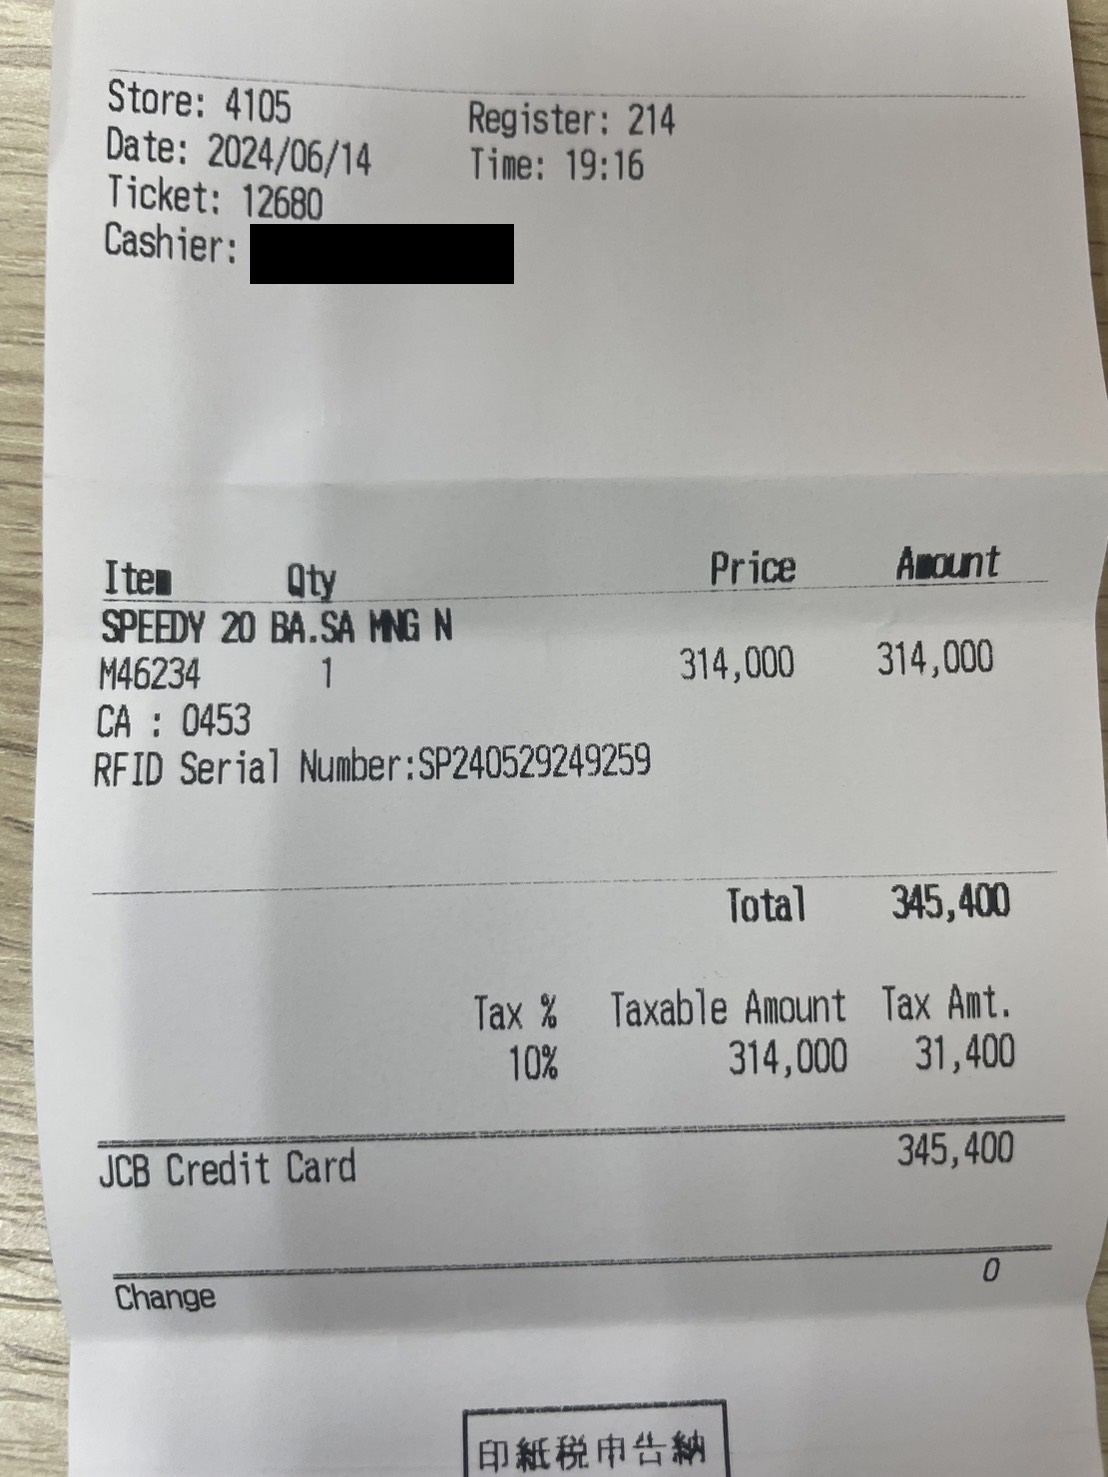 Store: 4105 Register: 214
Date: 2024/06/14 Time: 19:16
Ticket: 12680
Cashier:
Item Qty Price Amount
SPEEDY 20 BA.SA MNG N
M46234 1 314,000 314,000
CA : 0453
RFID Serial Number:SP240529249259
Total 345,400
Tax % Taxable Amount Tax Amt.
10% 314,000 31,400
JCB Credit Card 345,400
Change 0
印紙税申告納